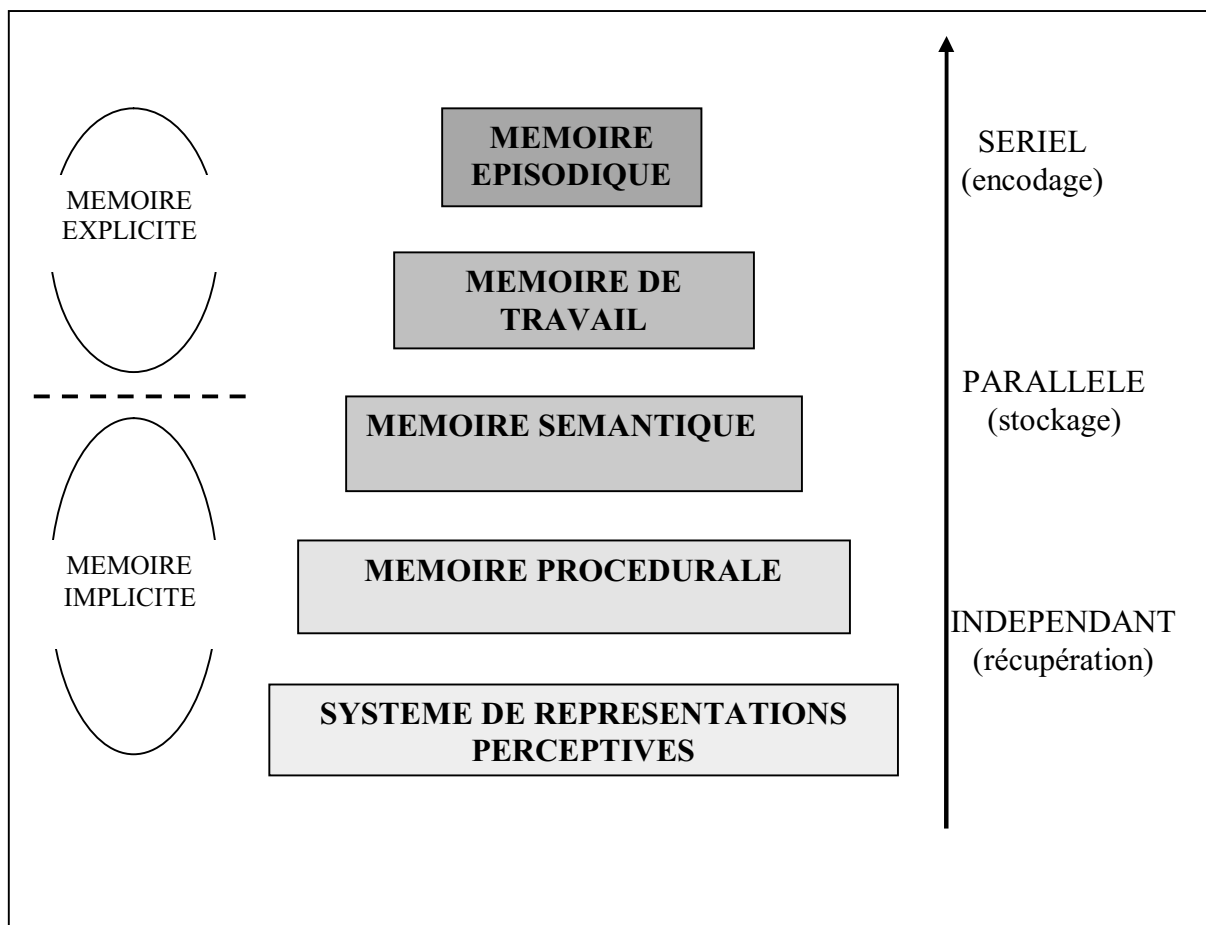 MEMOIRE
EPISODIQUE
SERIEL
(encodage)
MEMOIRE
EXPLICITE
MEMOIRE DE
TRAVAIL
PARALLELE
(stockage)
MEMOIRE SEMANTIQUE
MEMOIRE
IMPLICITE
MEMOIRE PROCEDURALE
INDEPENDANT
(récupération)
SYSTEME DE REPRESENTATIONS
PERCEPTIVES